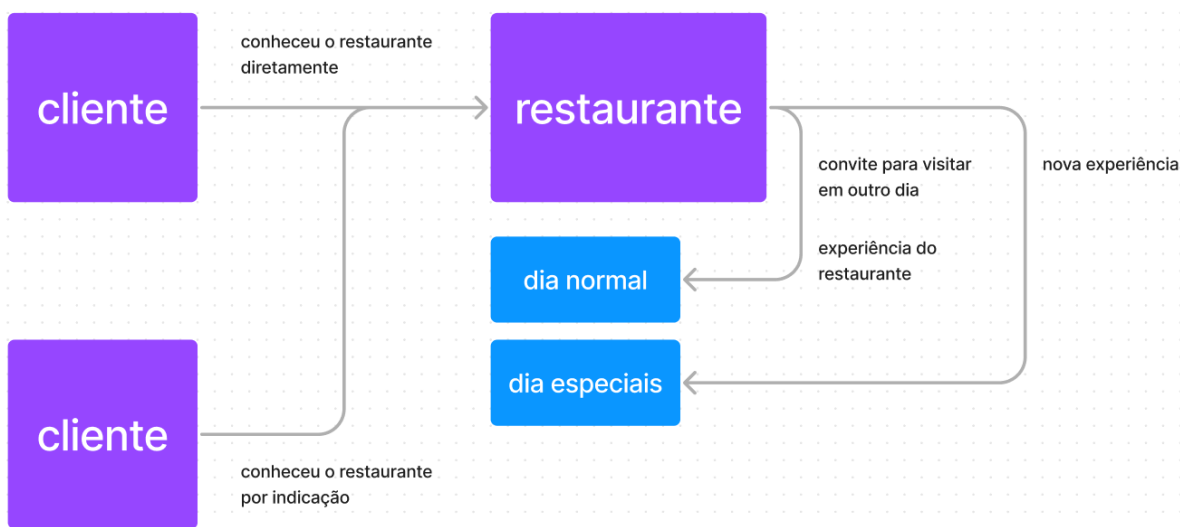 cliente
conheceu o restaurante
diretamente
restaurante
convite para visitar
em outro dia
nova experiência
experiência do
restaurante
dia normal
dia especiais
cliente
conheceu o restaurante
por indicação